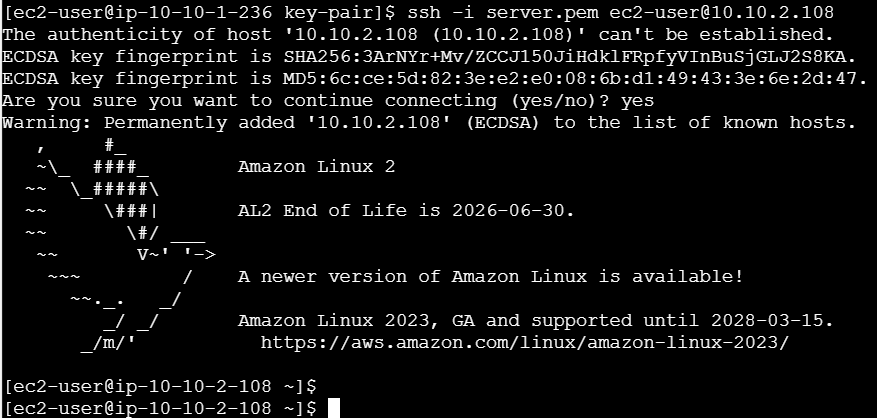 [ec2-user@ip-10-10-1-236 key-pair]$ ssh -i server.pem ec2-user@10.10.2.108
The authenticity of host '10.10.2.108 (10.10.2.108)' can't be established.
ECDSA key fingerprint is SHA256:3ArNYr+Mv/ZCCJ150JiHdklFRpfyVInBuSjGLJ2S8KA.
ECDSA key fingerprint is MD5:6c:ce:5d:82:3e:e2:e0:08:6b:d1:49:43:3e:6e:2d:47.
Are you sure you want to continue connecting (yes/no)? yes
Warning: Permanently added '10.10.2.108' (ECDSA) to the list of known hosts.
   ,     #_
   ~\_  ####_        Amazon Linux 2
  ~~  \_#####\
  ~~     \###|       AL2 End of Life is 2026-06-30.
  ~~       \#/ ___
   ~~       V~' '->
    ~~~         /    A newer version of Amazon Linux is available!
      ~~._.   _/
         _/ _/       Amazon Linux 2023, GA and supported until 2028-03-15.
       _/m/'           https://aws.amazon.com/linux/amazon-linux-2023/
[ec2-user@ip-10-10-2-108 ~]$
[ec2-user@ip-10-10-2-108 ~]$